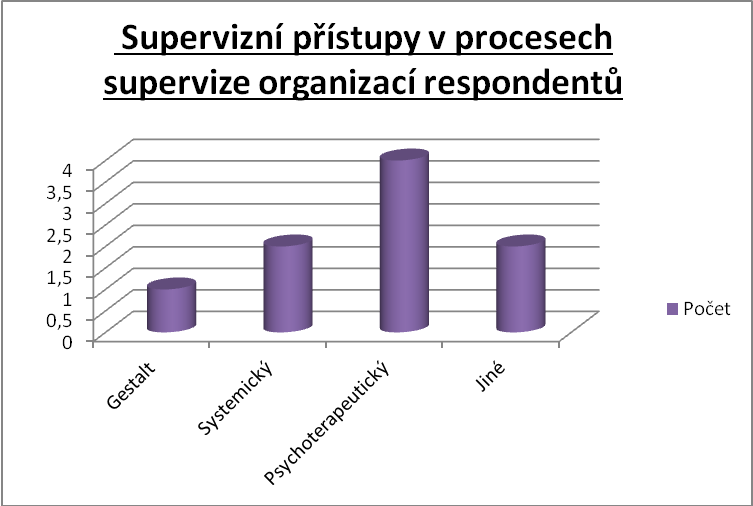 Supervizní přístupy v procesech
supervize organizací respondentů
4
3,5
3
2,5
2
1,5
1
0,5
0
Gestalt
Systemický
Psychoterapeutický
Jiné
Počet